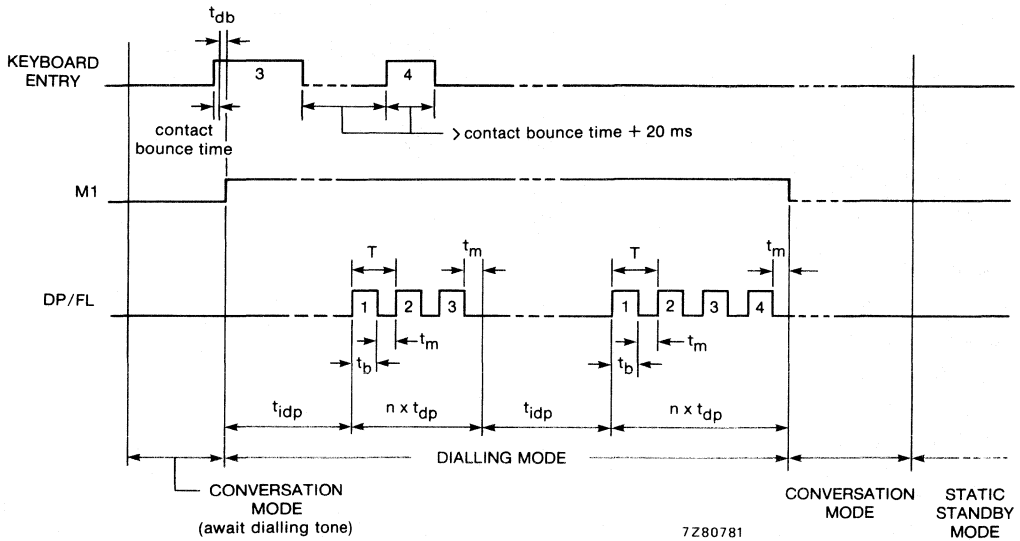 t_db
KEYBOARD
ENTRY
3
4
contact
bounce time
> contact bounce time + 20 ms
M1
T
t_m
T
t_m
DP/FL
1
2
3
1
2
3
4
t_m
t_m
t_b
t_b
t_idp
n x t_dp
t_idp
n x t_dp
DIALLING MODE
CONVERSATION
MODE
(await dialling tone)
7Z80781
CONVERSATION
MODE
STATIC
STANDBY
MODE